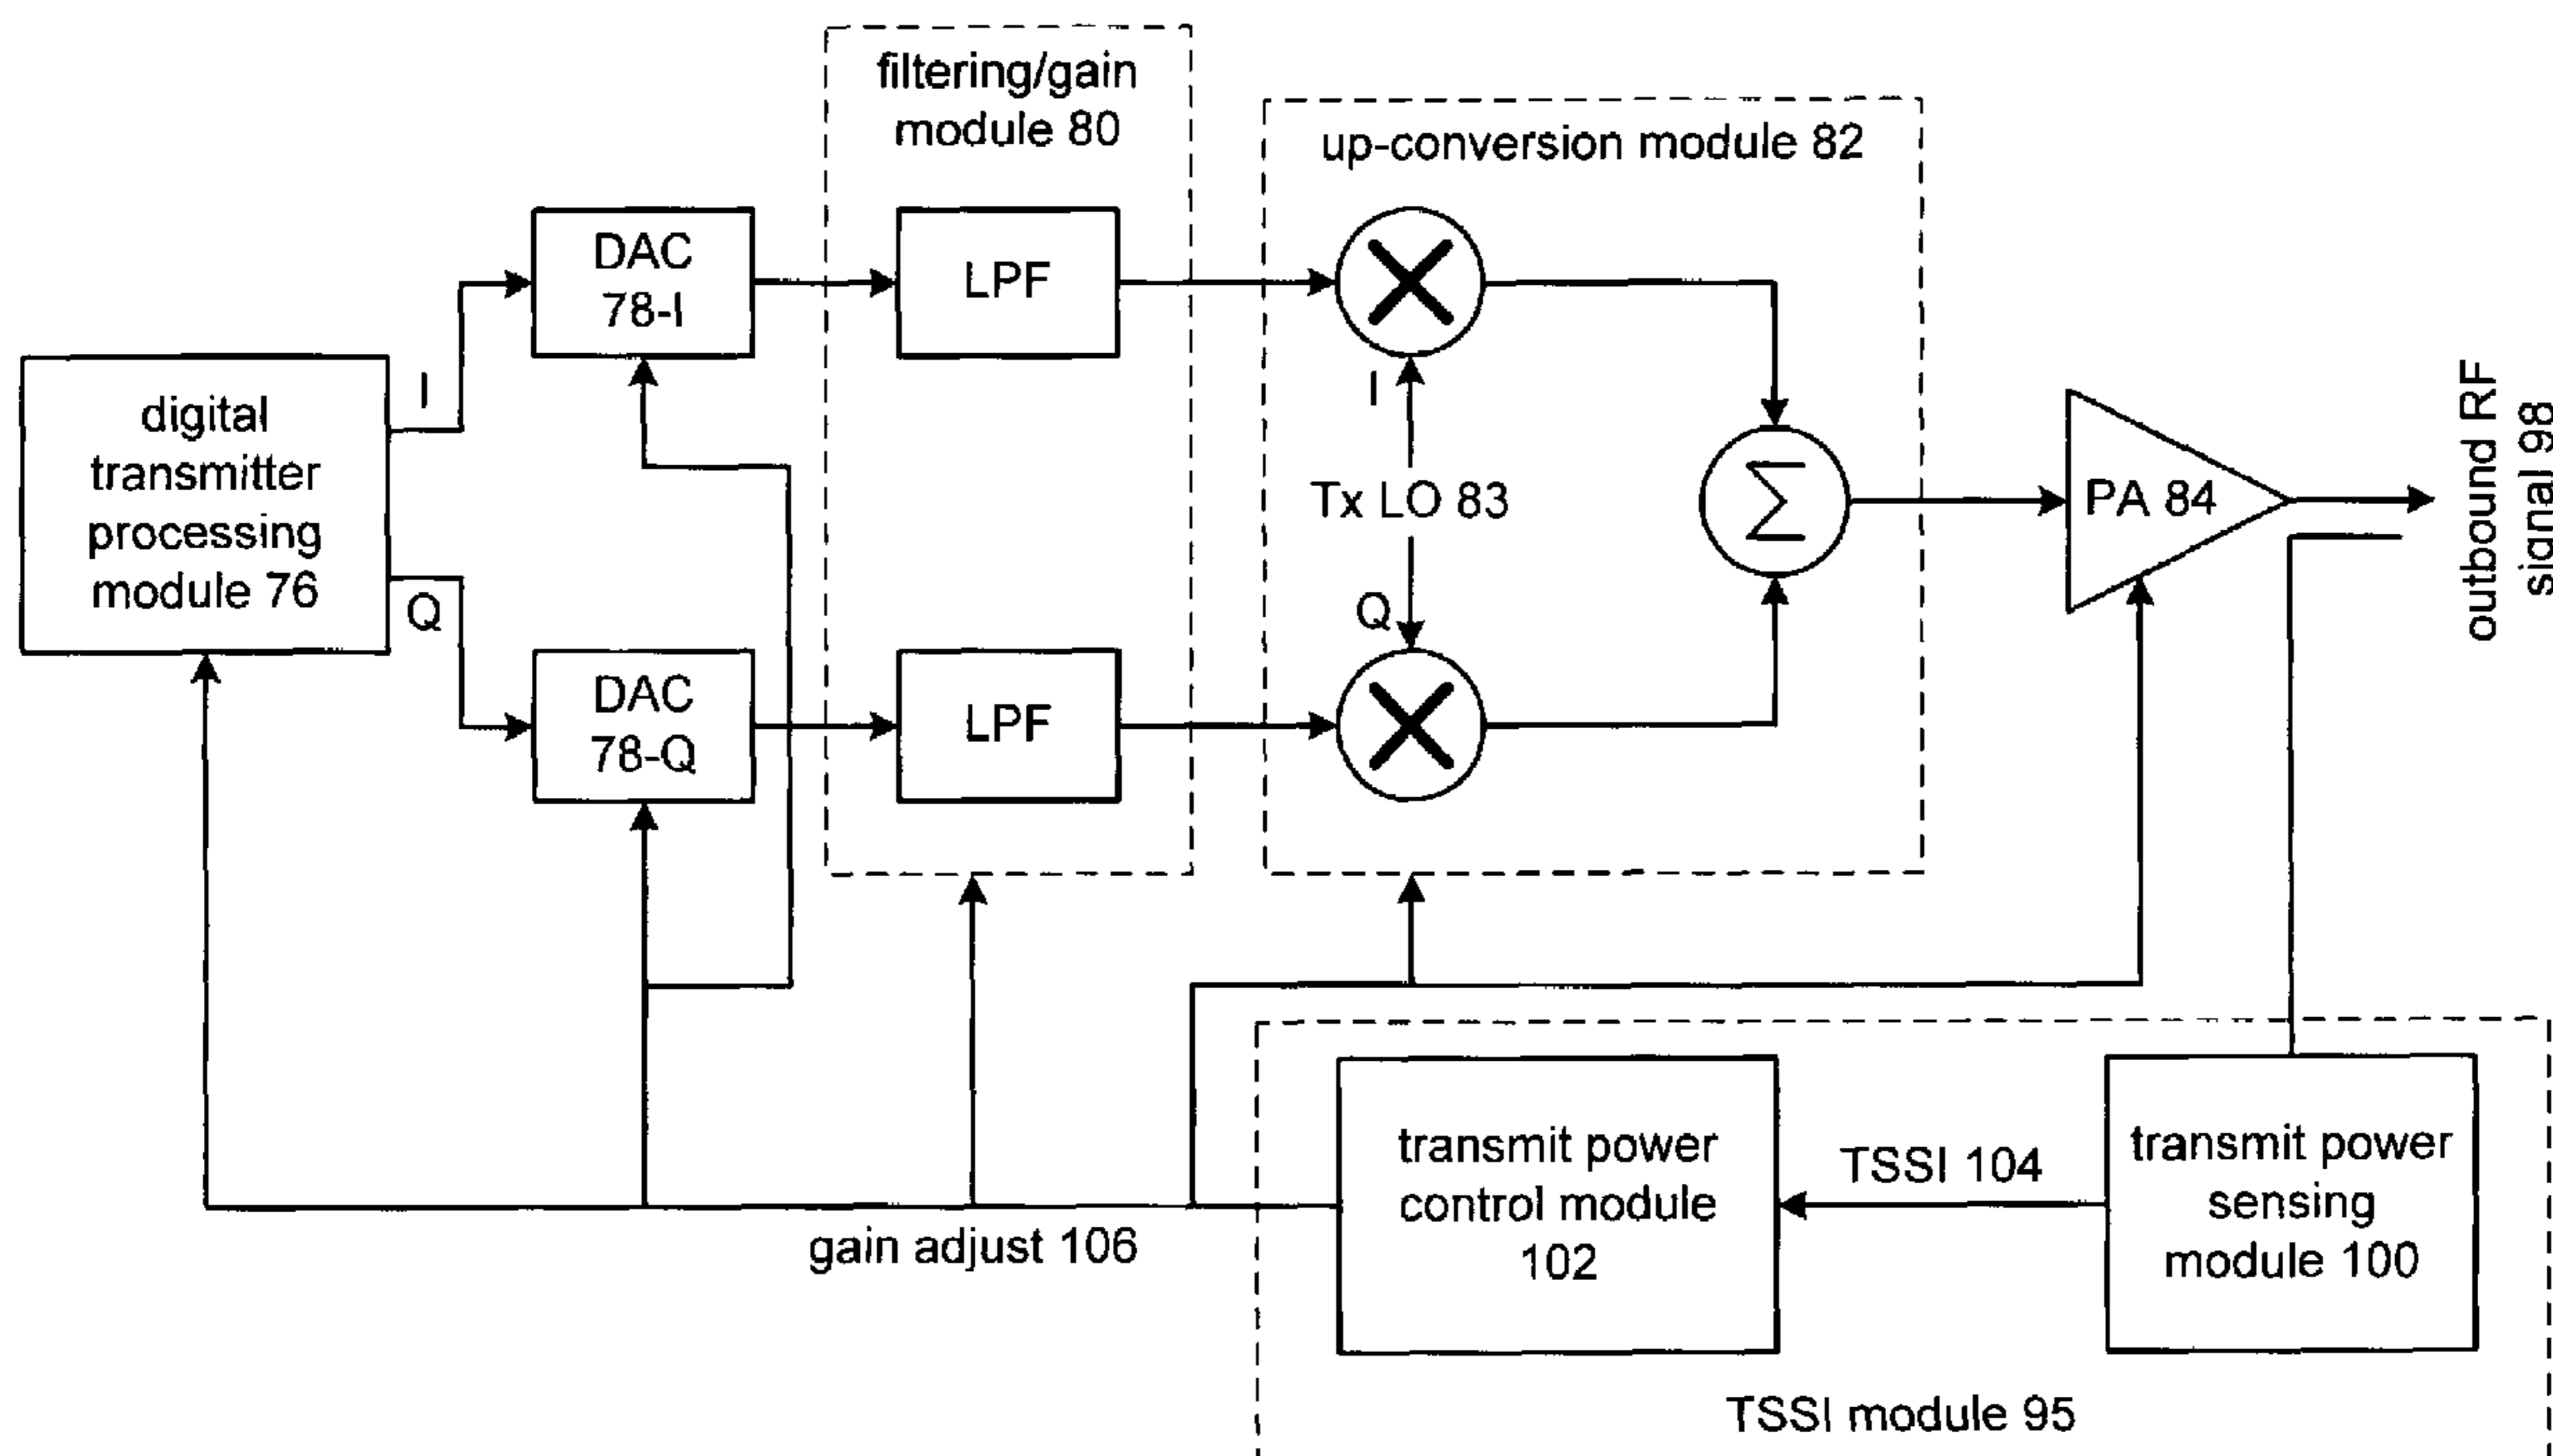 filtering/gain
module 80
up-conversion module 82
DAC
78-I
LPF
I
digital
transmitter
processing
module 76
I
Q
Tx LO 83
Σ
PA 84
outbound RF
signal 98
Q
DAC
78-Q
LPF
gain adjust 106
transmit power
control module
102
TSSI 104
transmit power
sensing
module 100
TSSI module 95